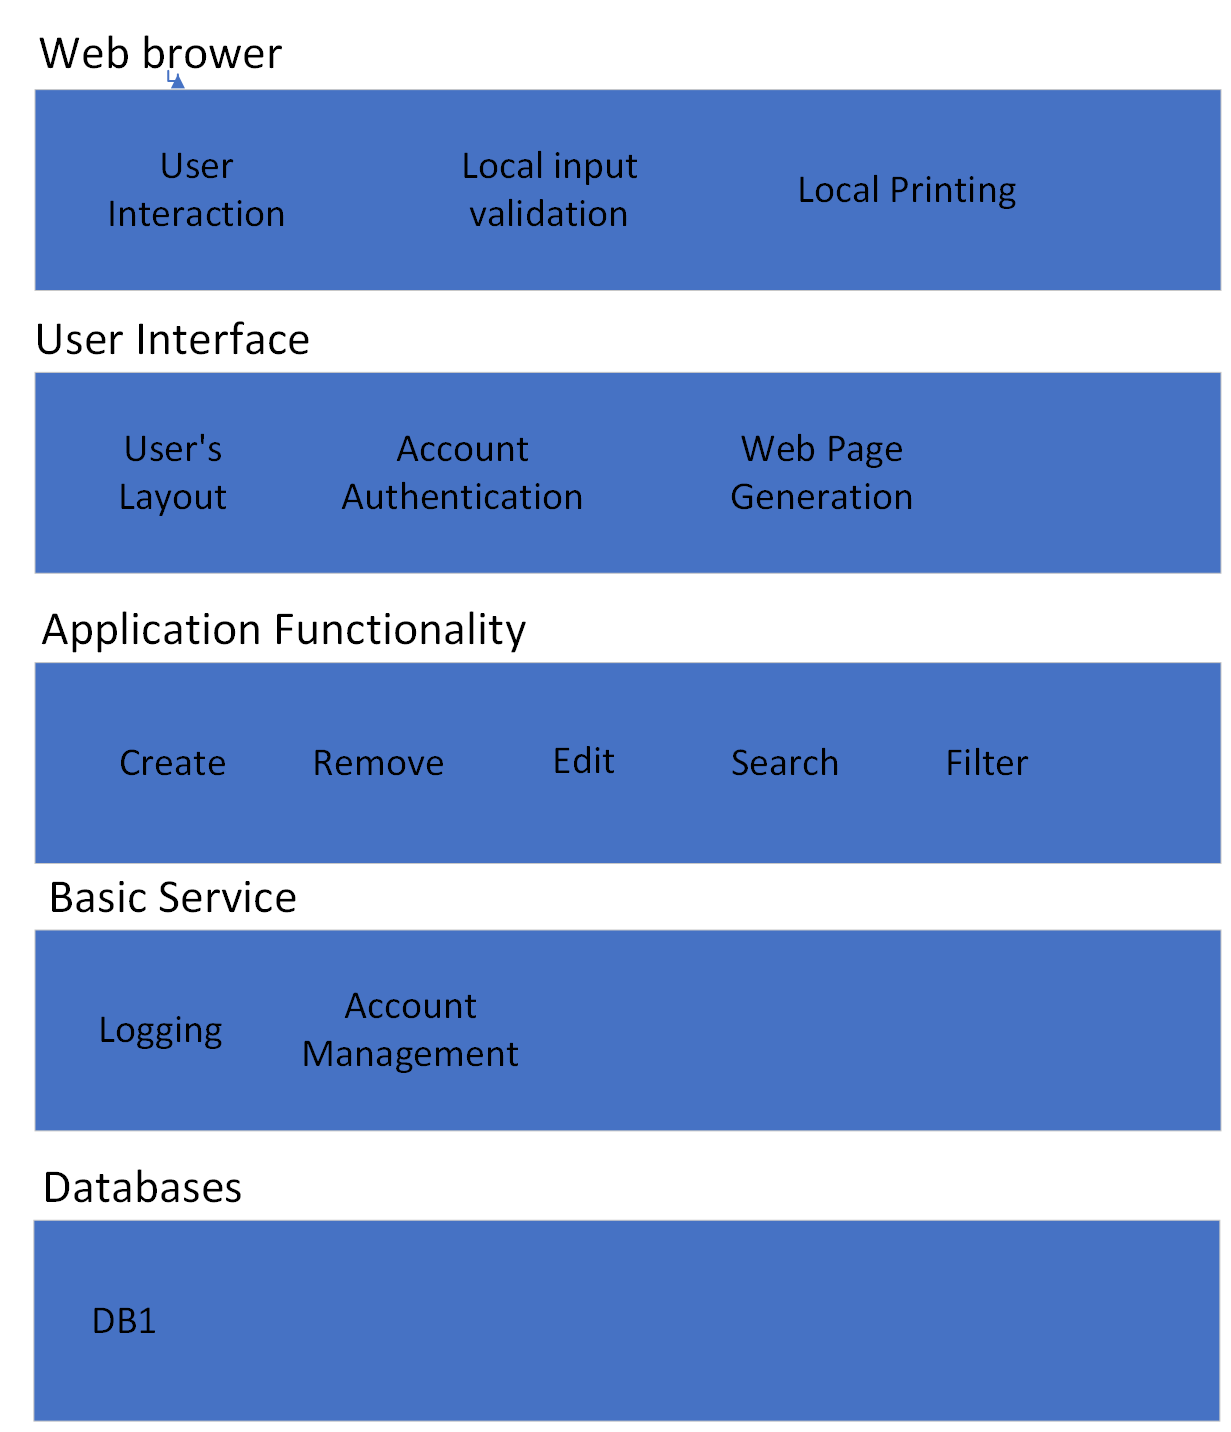 Web brower
User
Interaction
Local input
validation
Local Printing
User Interface
User's
Layout
Account
Authentication
Web Page
Generation
Application Functionality
Create
Remove
Edit
Search
Filter
Basic Service
Logging
Account
Management
Databases
DB1